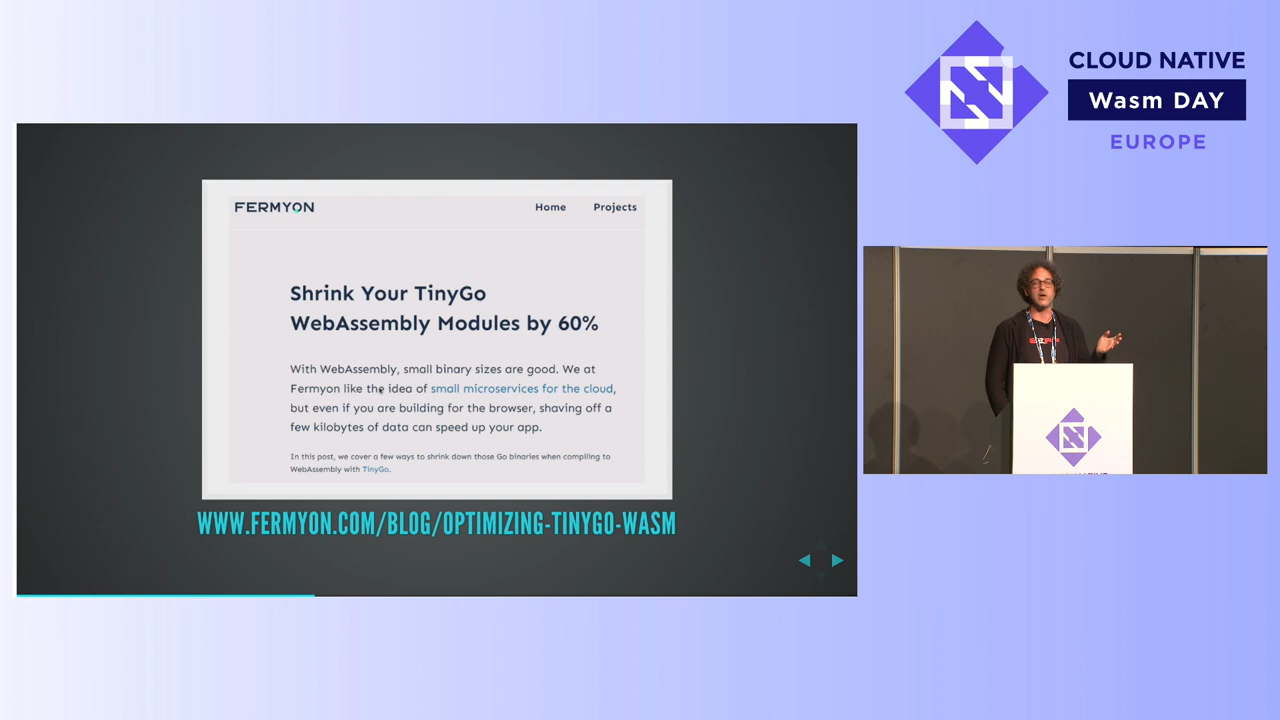 CLOUD NATIVE
Wasm DAY
EUROPE
FERMYON
Home
Projects
Shrink Your TinyGo
WebAssembly Modules by 60%
With WebAssembly, small binary sizes are good. We at
Fermyon like the idea of small microservices for the cloud,
but even if you are building for the browser, shaving off a
few kilobytes of data can speed up your app.
In this post, we cover a few ways to shrink down those Go binaries when compiling to
WebAssembly with TinyGo.
WWW.FERMYON.COM/BLOG/OPTIMIZING-TINYGO-WASM